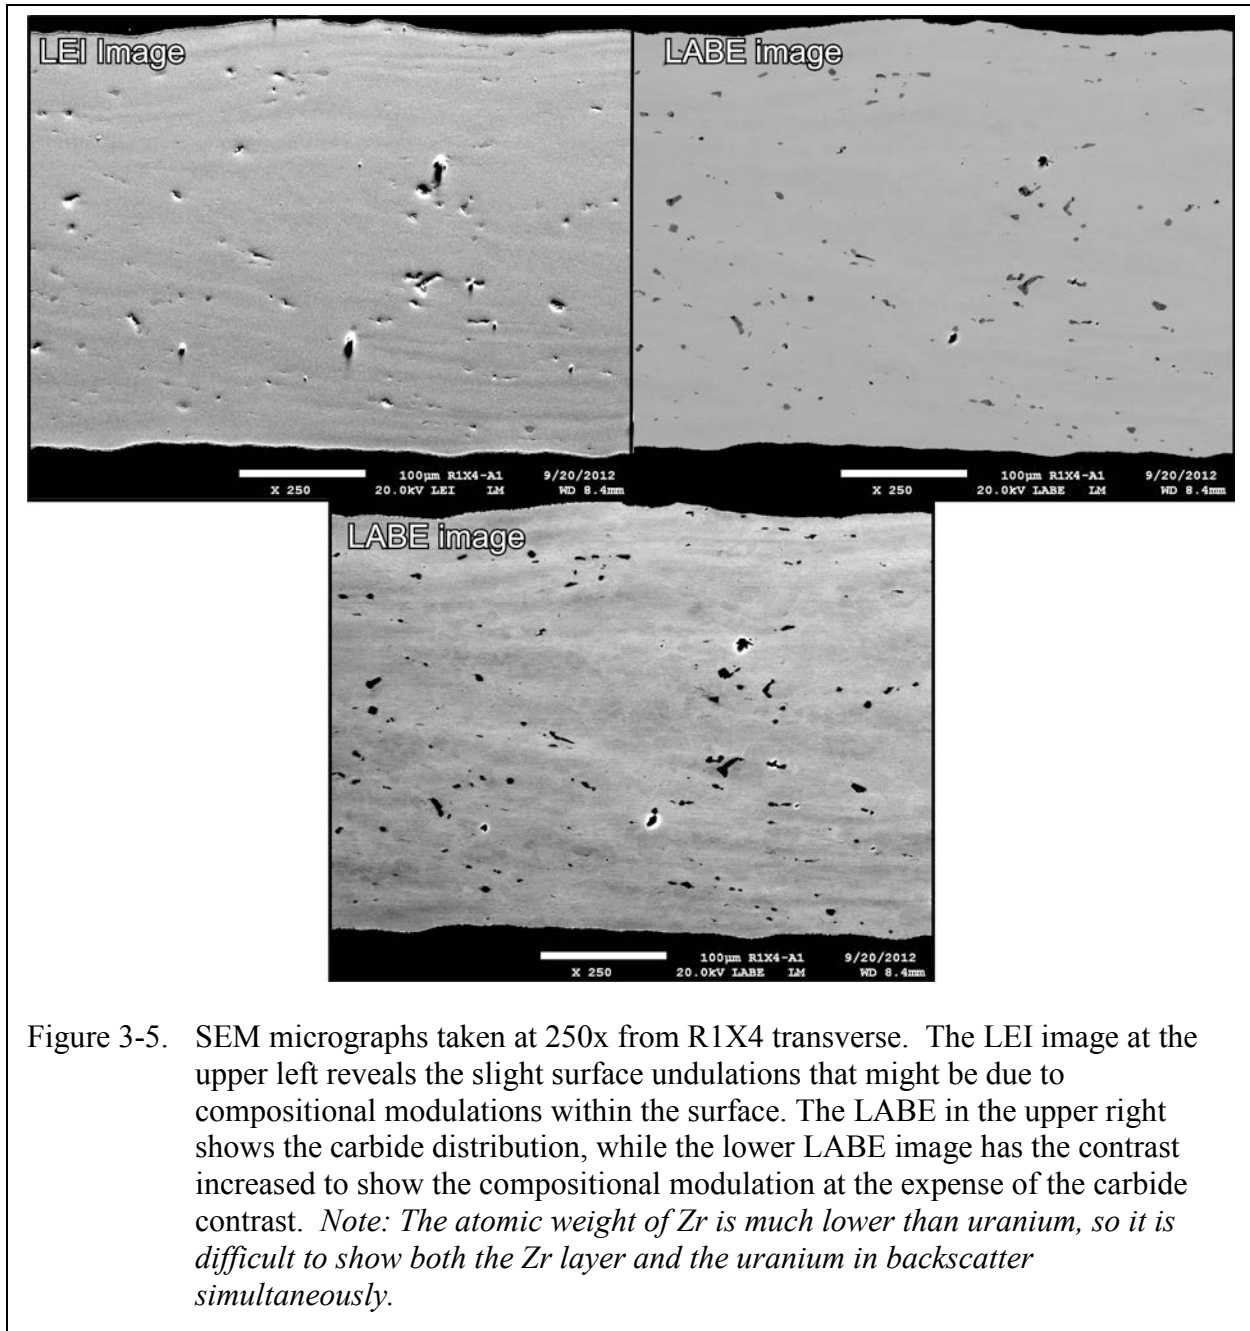 LEI Image
LABE image
100µm R1X4-A1 9/20/2012
X 250 20.0kV LEI LM WD 8.4mm
100µm R1X4-A1 9/20/2012
X 250 20.0kV LABE LM WD 8.4mm
LABE image
100µm R1X4-A1 9/20/2012
X 250 20.0kV LABE LM WD 8.4mm
Figure 3-5. SEM micrographs taken at 250x from R1X4 transverse. The LEI image at the
upper left reveals the slight surface undulations that might be due to
compositional modulations within the surface. The LABE in the upper right
shows the carbide distribution, while the lower LABE image has the contrast
increased to show the compositional modulation at the expense of the carbide
contrast. Note: The atomic weight of Zr is much lower than uranium, so it is
difficult to show both the Zr layer and the uranium in backscatter
simultaneously.